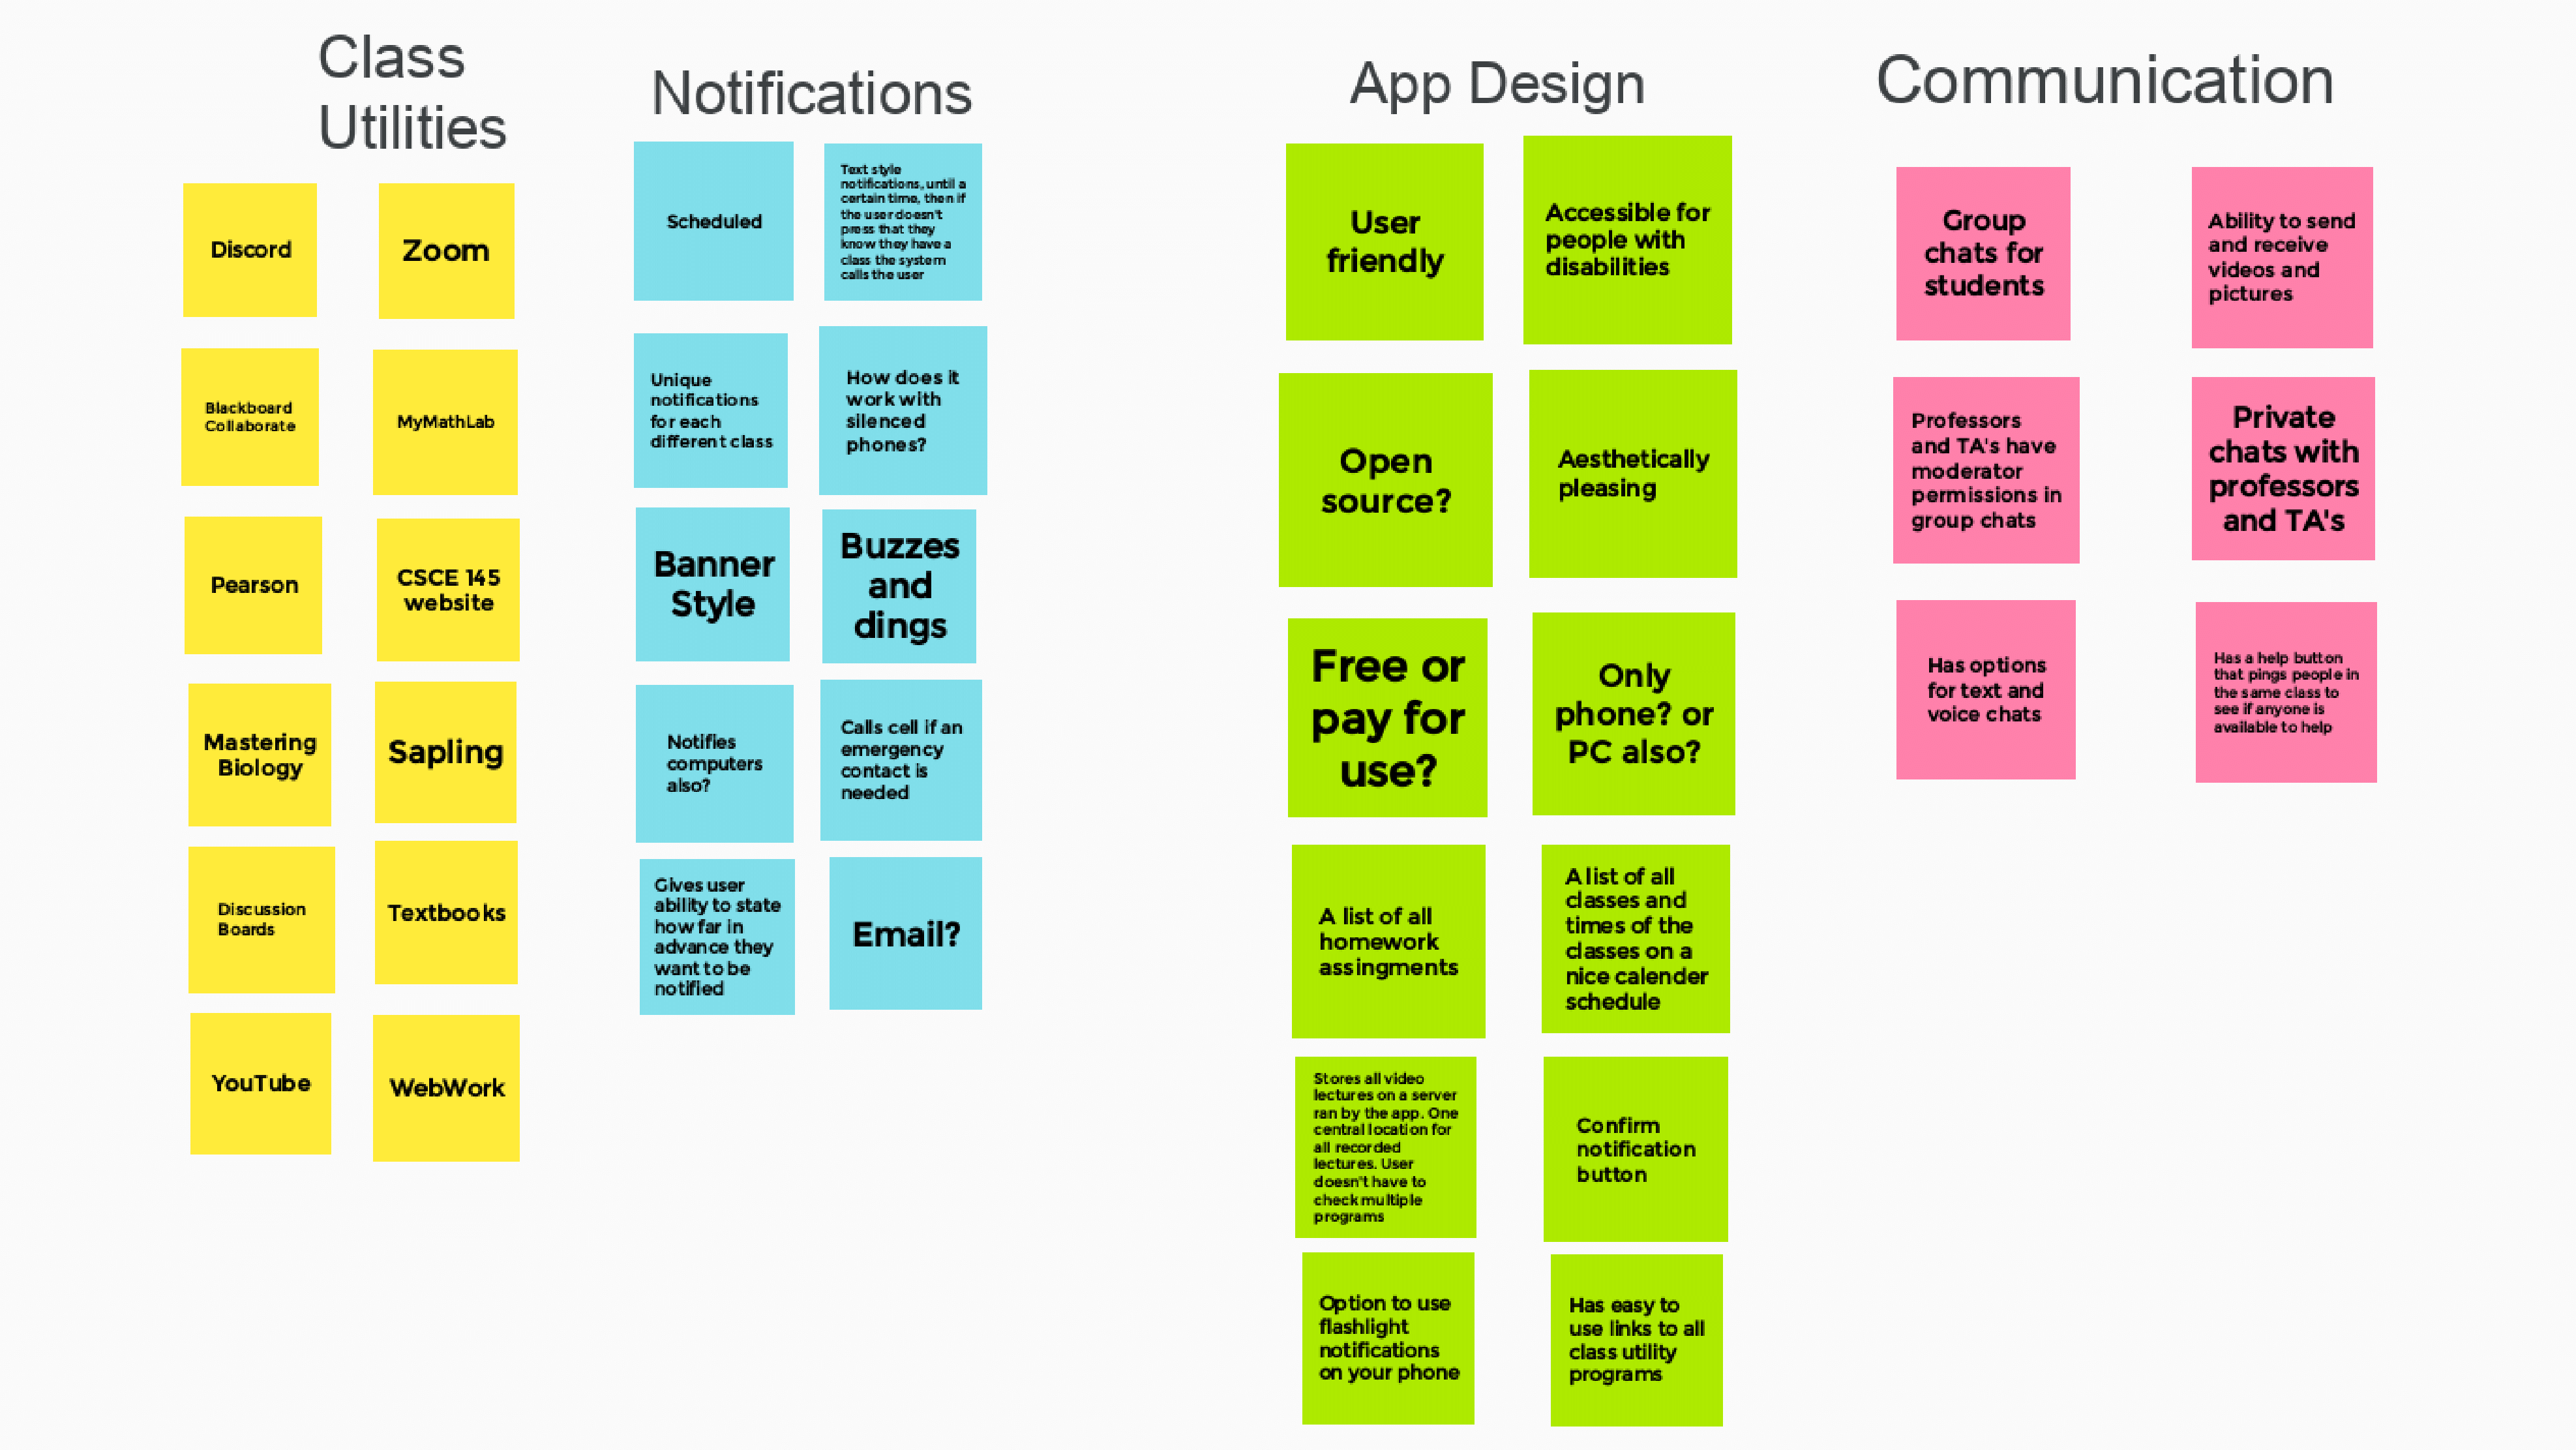 Class
Utilities
Discord
Zoom
Blackboard
Collaborate
MyMathLab
Pearson
CSCE 145
website
Mastering
Biology
Sapling
Discussion
Boards
Textbooks
YouTube
WebWork
Notifications
Scheduled
Text style
notifications, until a
certain time, then if
the user doesn't
press that they
know they have a
class the system
calls the user
Unique
notifications
for each
different class
How does it
work with
silenced
phones?
Banner
Style
Buzzes
and
dings
Notifies
computers
also?
Calls cell if an
emergency
contact is
needed
Gives user
ability to state
how far in
advance they
want to be
notified
Email?
App Design
User
friendly
Accessible for
people with
disabilities
Open
source?
Aesthetically
pleasing
Free or
pay for
use?
Only
phone? or
PC also?
A list of all
homework
assingments
A list of all
classes and
times of the
classes on a
nice calender
schedule
Stores all video
lectures on a server
ran by the app. One
central location for
all recorded
lectures. User
doesn't have to
check multiple
programs
Confirm
notification
button
Option to use
flashlight
notifications
on your phone
Has easy to
use links to all
class utility
programs
Communication
Group
chats for
students
Ability to send
and receive
videos and
pictures
Professors
and TA's have
moderator
permissions in
group chats
Private
chats with
professors
and TA's
Has options
for text and
voice chats
Has a help button
that pings people in
the same class to
see if anyone is
available to help